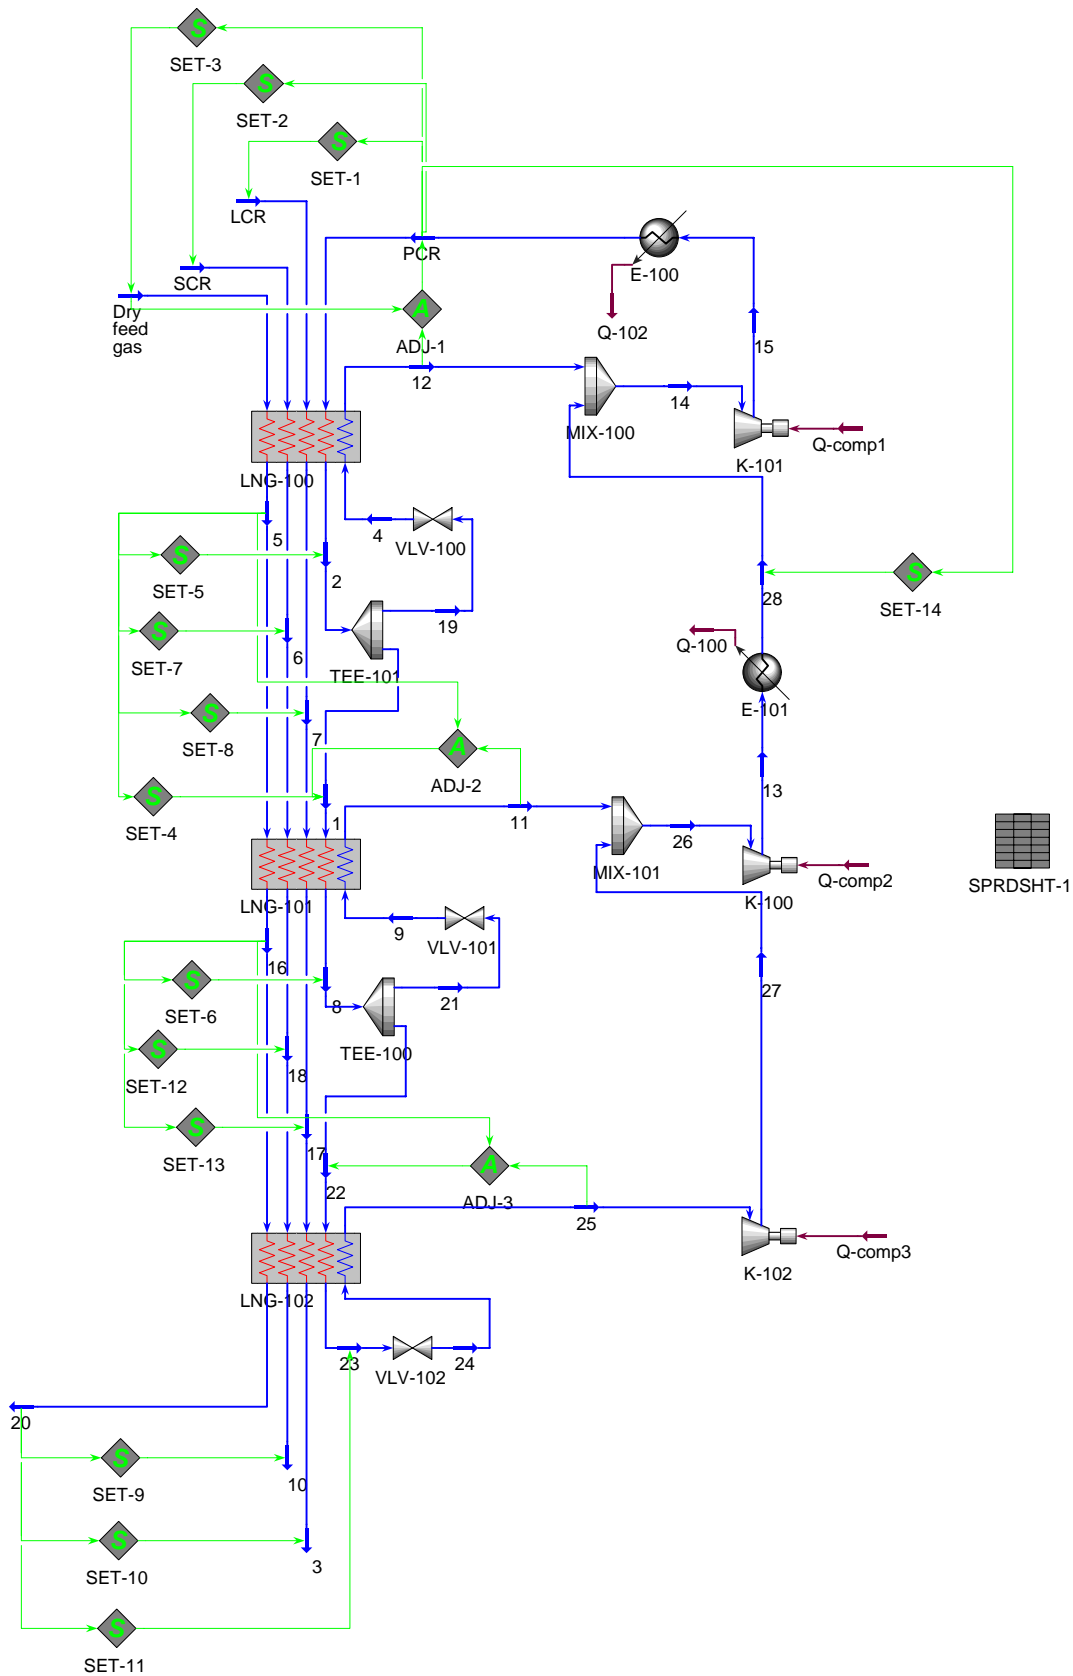 S
SET-3
S
SET-2
S
SET-1
LCR
PCR
E-100
SCR
Dry
feed
gas
A
ADJ-1
Q-102
15
12
14
MIX-100
K-101
Q-comp1
LNG-100
4
VLV-100
5
S
SET-5
2
S
SET-14
28
19
S
SET-7
6
TEE-101
Q-100
E-101
S
SET-8
7
A
ADJ-2
13
S
SET-4
1
11
26
MIX-101
K-100
Q-comp2
SPRDSHT-1
LNG-101
9
VLV-101
16
S
SET-6
8
21
27
TEE-100
S
SET-12
18
S
SET-13
17
A
ADJ-3
22
25
K-102
Q-comp3
LNG-102
23
VLV-102
24
20
S
SET-9
10
S
SET-10
3
S
SET-11